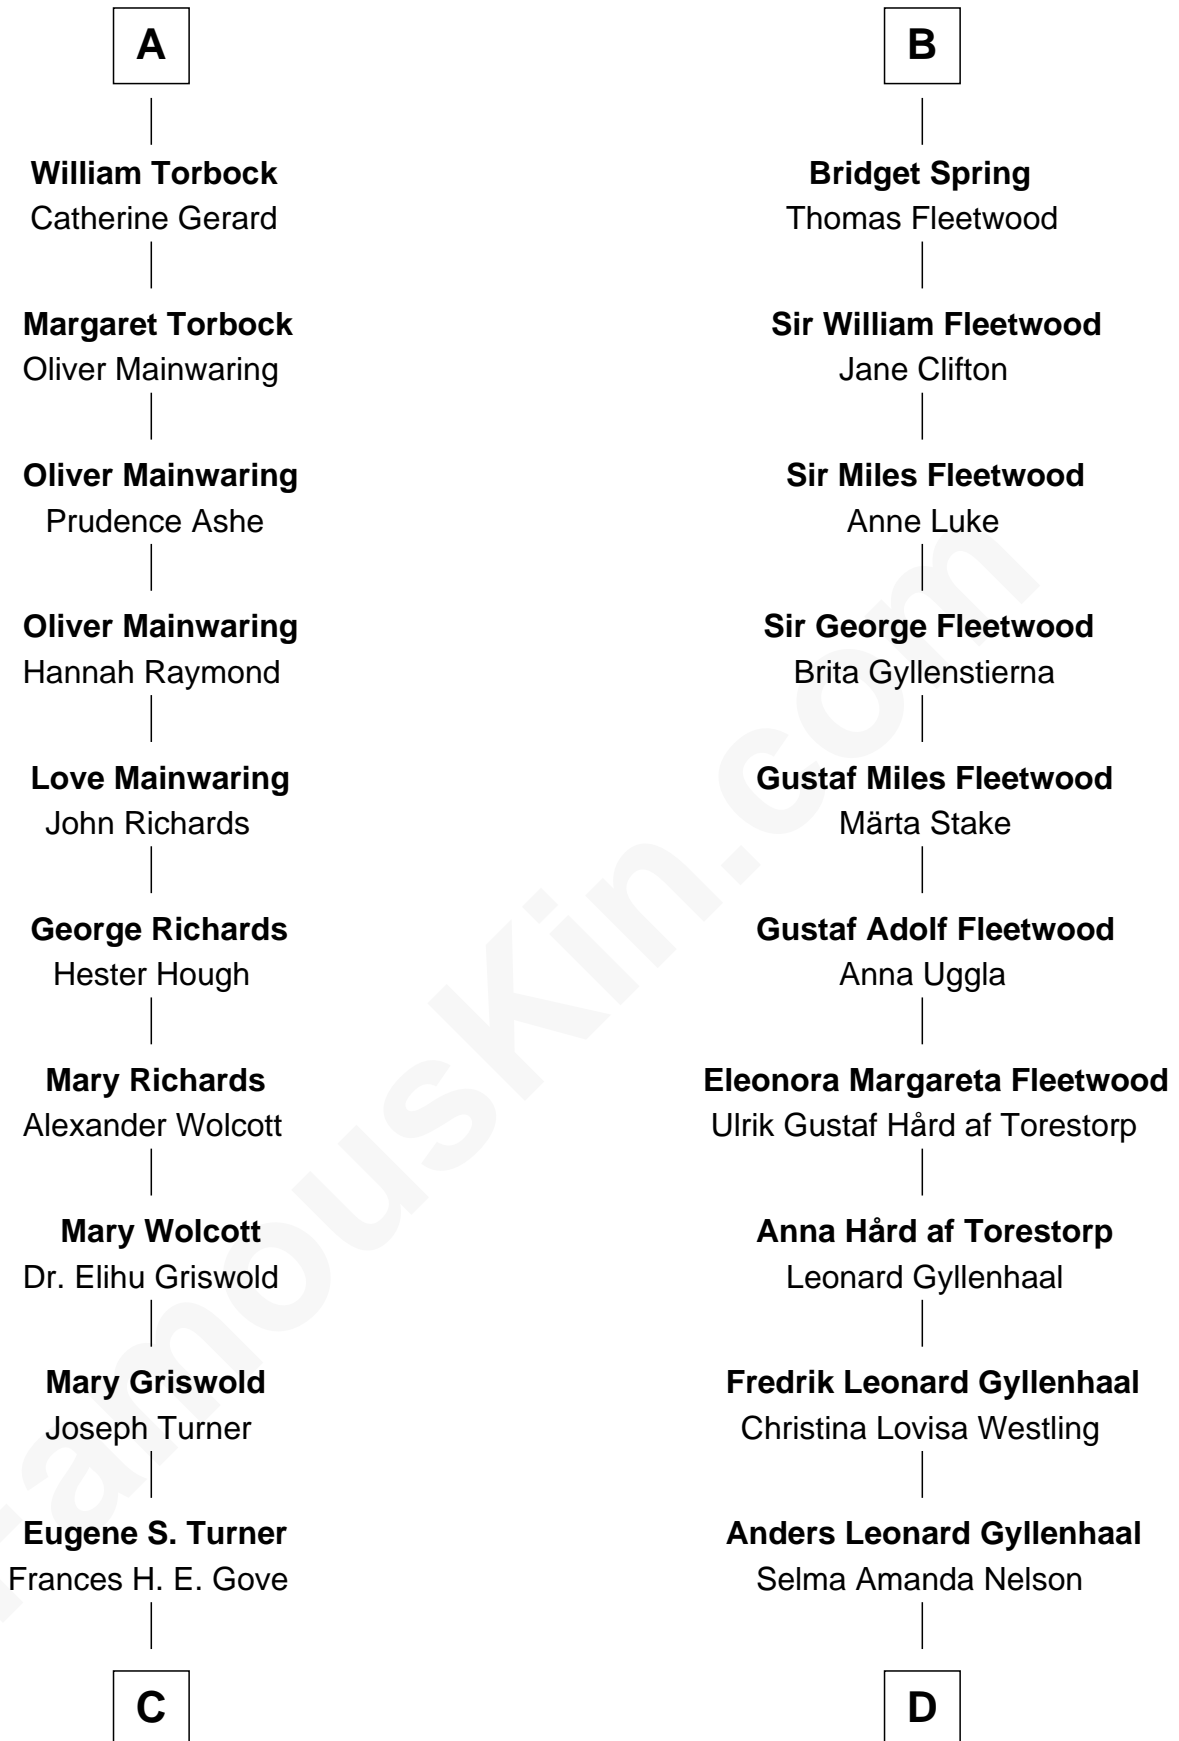 A
William Torbock
Catherine Gerard
Margaret Torbock
Oliver Mainwaring
Oliver Mainwaring
Prudence Ashe
Oliver Mainwaring
Hannah Raymond
Love Mainwaring
John Richards
George Richards
Hester Hough
Mary Richards
Alexander Wolcott
Mary Wolcott
Dr. Elihu Griswold
Mary Griswold
Joseph Turner
Eugene S. Turner
Frances H. E. Gove
C
B
Bridget Spring
Thomas Fleetwood
Sir William Fleetwood
Jane Clifton
Sir Miles Fleetwood
Anne Luke
Sir George Fleetwood
Brita Gyllenstierna
Gustaf Miles Fleetwood
Märta Stake
Gustaf Adolf Fleetwood
Anna Uggla
Eleonora Margareta Fleetwood
Ulrik Gustaf Hård af Torestorp
Anna Hård af Torestorp
Leonard Gyllenhaal
Fredrik Leonard Gyllenhaal
Christina Lovisa Westling
Anders Leonard Gyllenhaal
Selma Amanda Nelson
D
FamousKin.com